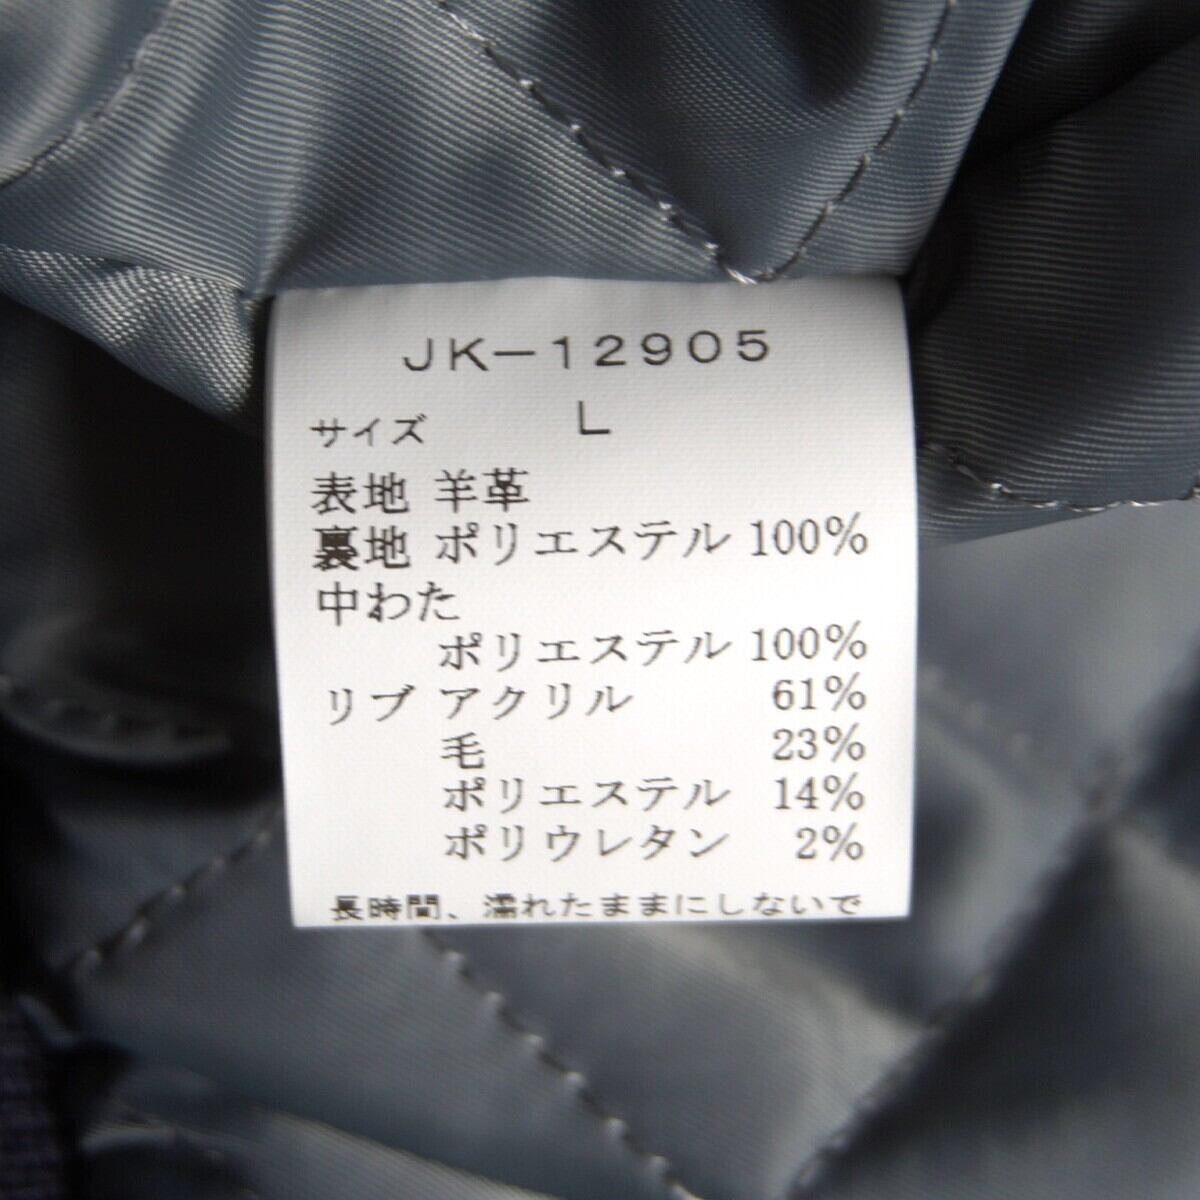 JK-12905
サイズ L
表地 羊革
裏地 ポリエステル 100%
中わた
ポリエステル 100%
リブ アクリル 61%
毛 23%
ポリエステル 14%
ポリウレタン 2%
長時間、濡れたままにしないで